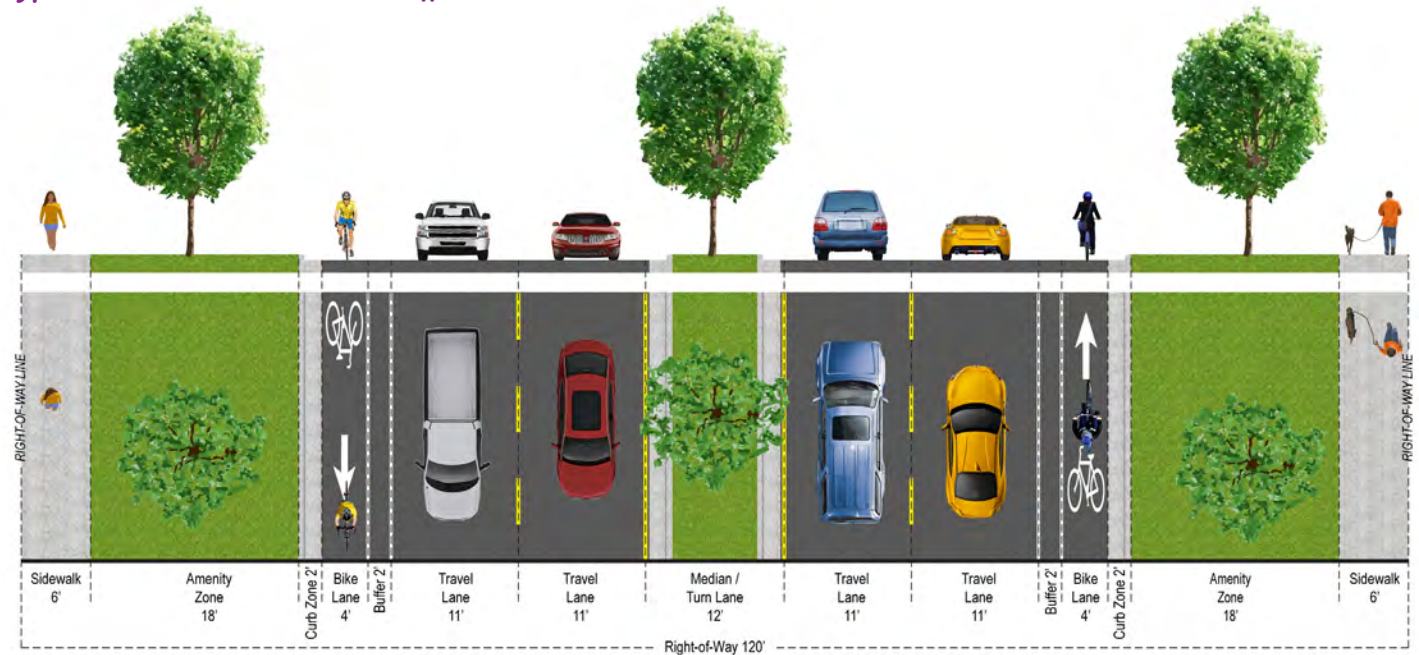 RIGHT-OF-WAY LINE
RIGHT-OF-WAY LINE
Sidewalk
6'
Amenity
Zone
18'
Curb Zone 2'
Bike
Lane
4'
Buffer 2'
Travel
Lane
11'
Travel
Lane
11'
Median /
Turn Lane
12'
Travel
Lane
11'
Travel
Lane
11'
Buffer 2'
Bike
Lane
4'
Curb Zone 2'
Amenity
Zone
18'
Sidewalk
6'
Right-of-Way 120'